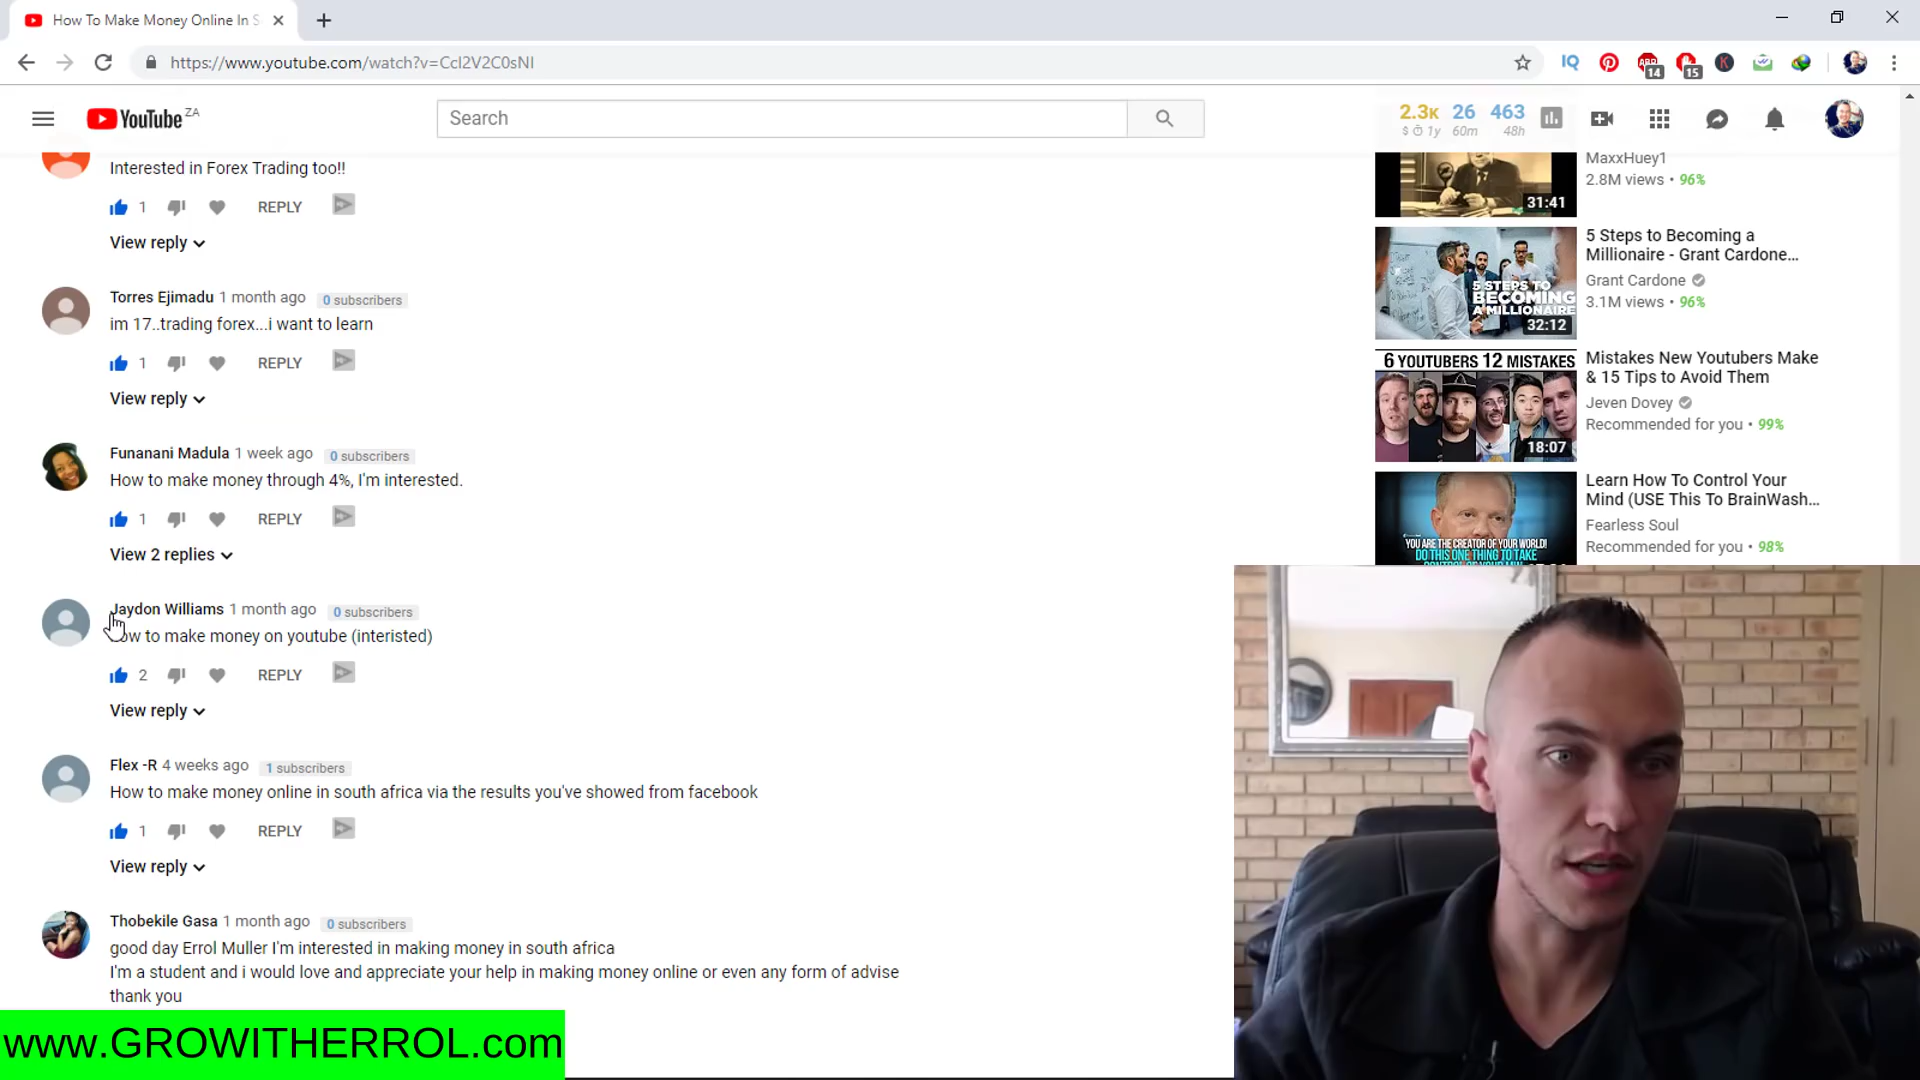 How To Make Money Online In S
https://www.youtube.com/watch?v=CcI2V2C0sNI
IQ
14
15
K
YouTube ZA
Search
2.3K 26 463
$ 1y 60m 48h
Interested in Forex Trading too!!
1 REPLY
View reply
Torres Ejimadu 1 month ago 0 subscribers
im 17..trading forex...i want to learn
1 REPLY
View reply
Funanani Madula 1 week ago 0 subscribers
How to make money through 4%, I'm interested.
1 REPLY
View 2 replies
Jaydon Williams 1 month ago 0 subscribers
ow to make money on youtube (interisted)
2 REPLY
View reply
Flex -R 4 weeks ago 1 subscribers
How to make money online in south africa via the results you've showed from facebook
1 REPLY
View reply
Thobekile Gasa 1 month ago 0 subscribers
good day Errol Muller I'm interested in making money in south africa
I'm a student and i would love and appreciate your help in making money online or even any form of advise
thank you
MaxxHuey1
2.8M views • 96%
31:41
5 STEPS TO
BECOMING
A MILLIONAIRE
32:12
5 Steps to Becoming a
Millionaire - Grant Cardone...
Grant Cardone
3.1M views • 96%
6 YOUTUBERS 12 MISTAKES
18:07
Mistakes New Youtubers Make
& 15 Tips to Avoid Them
Jeven Dovey
Recommended for you • 99%
YOU ARE THE CREATOR OF YOUR WORLD!
DO THIS ONE THING TO TAKE
Learn How To Control Your
Mind (USE This To BrainWash...
Fearless Soul
Recommended for you • 98%
www.GROWITHERROL.com